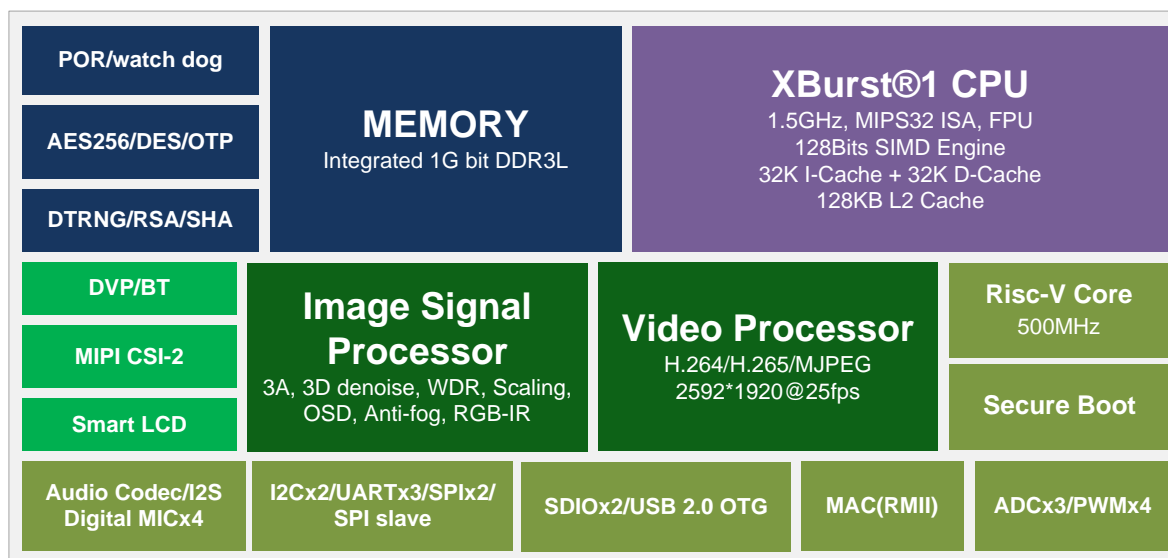 POR/watch dog
AES256/DES/OTP
DTRNG/RSA/SHA
MEMORY
Integrated 1G bit DDR3L
XBurst®1 CPU
1.5GHz, MIPS32 ISA, FPU
128Bits SIMD Engine
32K I-Cache + 32K D-Cache
128KB L2 Cache
DVP/BT
MIPI CSI-2
Smart LCD
Image Signal
Processor
3A, 3D denoise, WDR, Scaling,
OSD, Anti-fog, RGB-IR
Video Processor
H.264/H.265/MJPEG
2592*1920@25fps
Risc-V Core
500MHz
Secure Boot
Audio Codec/I2S
Digital MICx4
I2Cx2/UARTx3/SPIx2/
SPI slave
SDIOx2/USB 2.0 OTG
MAC(RMII)
ADCx3/PWMx4